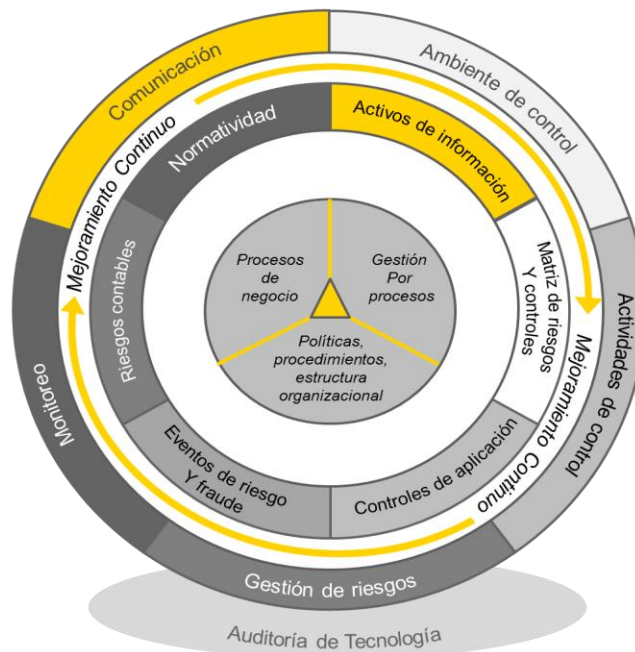 Comunicación
Ambiente de control
Mejoramiento Continuo
Normatividad
Activos de información
Riesgos contables
Procesos
de
negocio
Gestión
Por
procesos
Matriz de riesgos
Y controles
Actividades de control
Políticas,
procedimientos,
estructura
organizacional
Monitoreo
Mejoramiento Continuo
Eventos de riesgo
Y fraude
Controles de aplicación
Gestión de riesgos
Auditoría de Tecnología